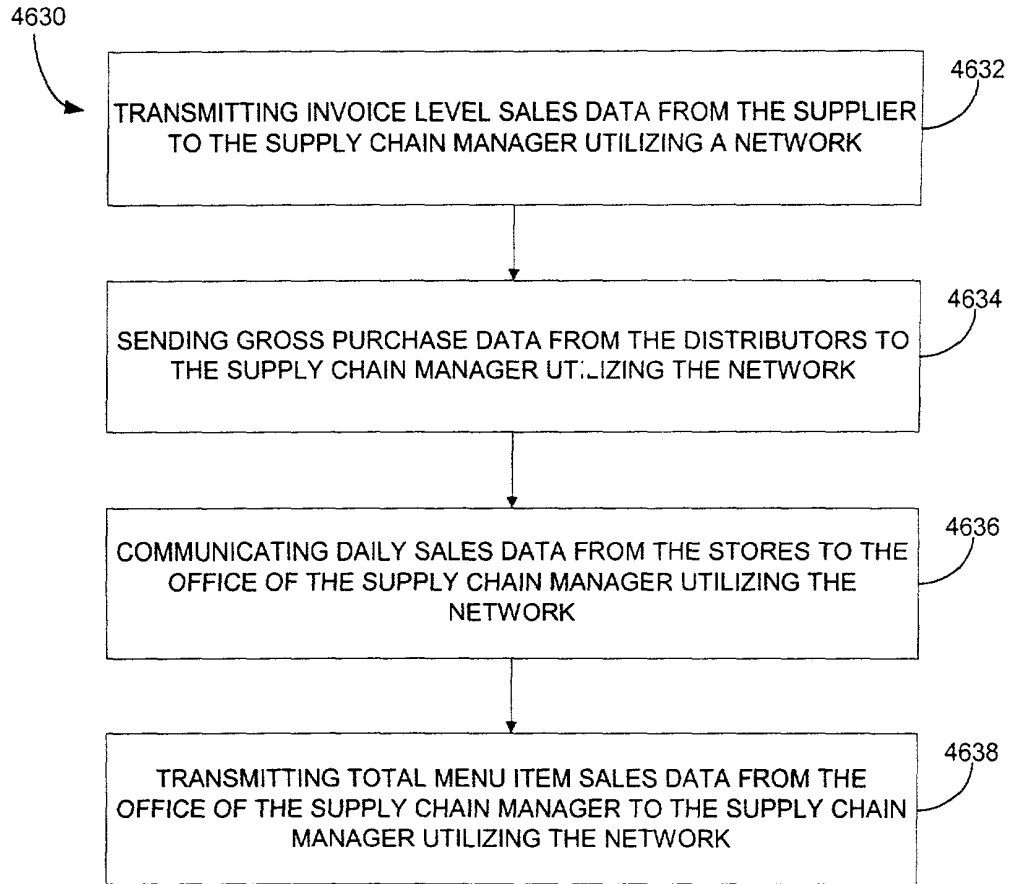 4630
4632
TRANSMITTING INVOICE LEVEL SALES DATA FROM THE SUPPLIER
TO THE SUPPLY CHAIN MANAGER UTILIZING A NETWORK
4634
SENDING GROSS PURCHASE DATA FROM THE DISTRIBUTORS TO
THE SUPPLY CHAIN MANAGER UTILIZING THE NETWORK
4636
COMMUNICATING DAILY SALES DATA FROM THE STORES TO THE
OFFICE OF THE SUPPLY CHAIN MANAGER UTILIZING THE
NETWORK
4638
TRANSMITTING TOTAL MENU ITEM SALES DATA FROM THE
OFFICE OF THE SUPPLY CHAIN MANAGER TO THE SUPPLY CHAIN
MANAGER UTILIZING THE NETWORK